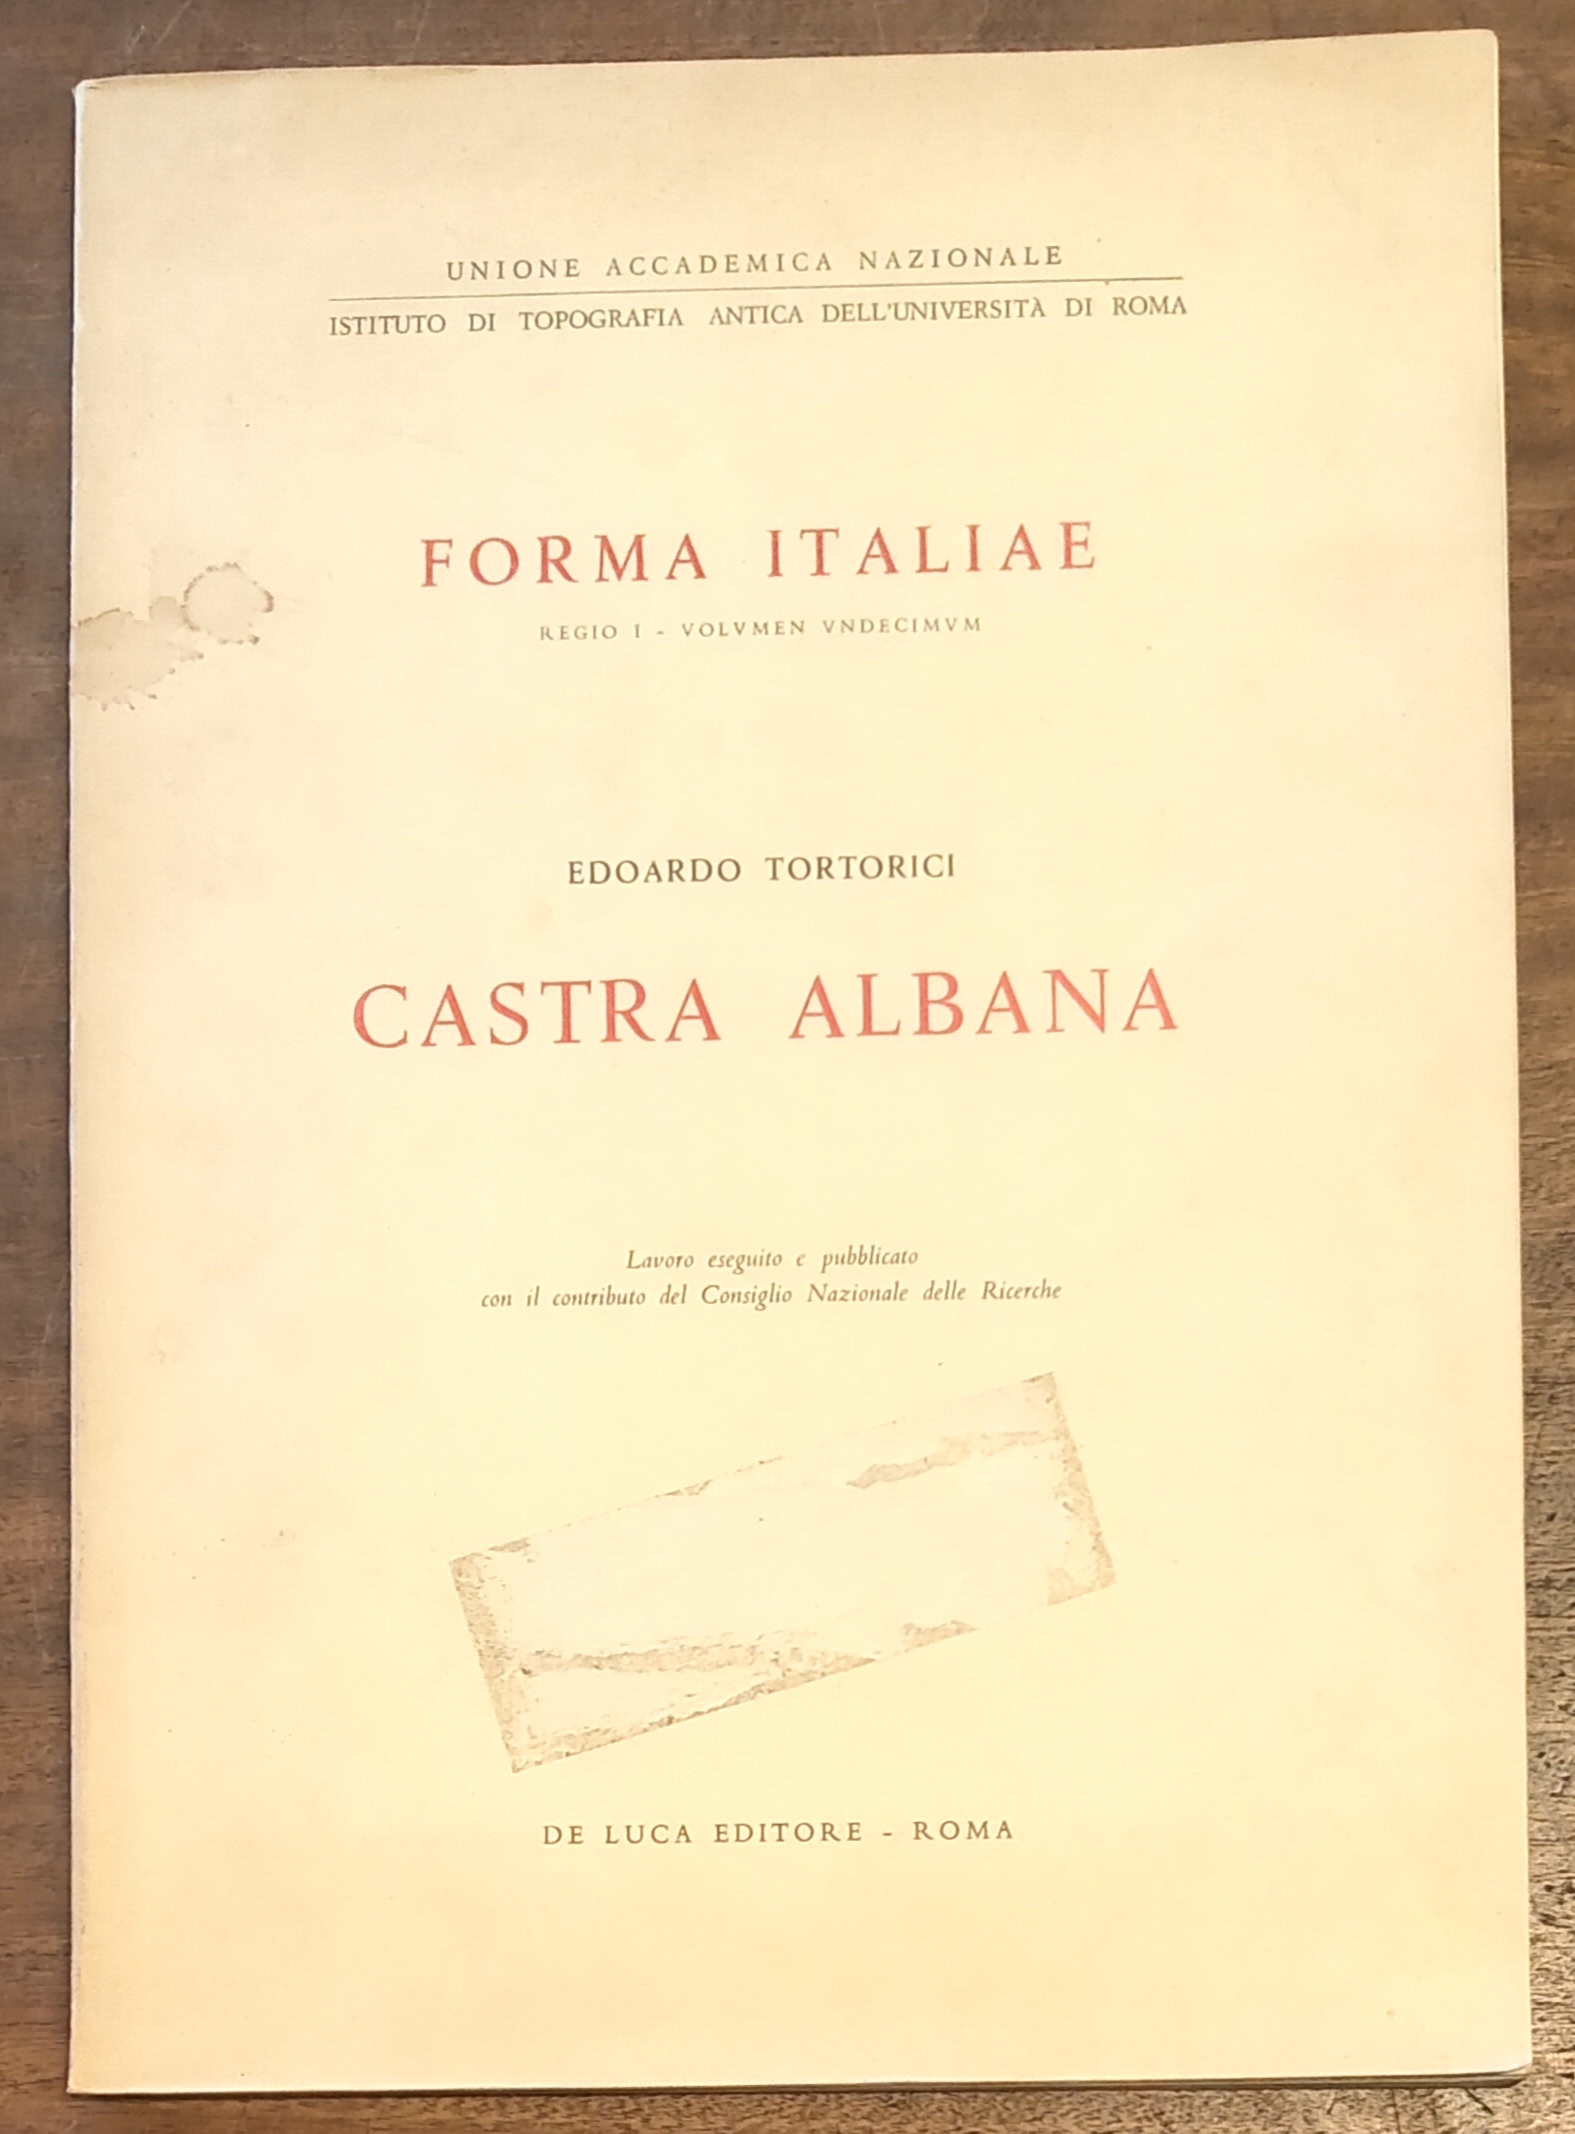 UNIONE ACCADEMICA NAZIONALE
ISTITUTO DI TOPOGRAFIA ANTICA DELL'UNIVERSITÀ DI ROMA
FORMA ITALIAE
REGIO I - VOLVMEN VNDECIMVM
EDOARDO TORTORICI
CASTRA ALBANA
Lavoro eseguito e pubblicato
con il contributo del Consiglio Nazionale delle Ricerche
DE LUCA EDITORE - ROMA